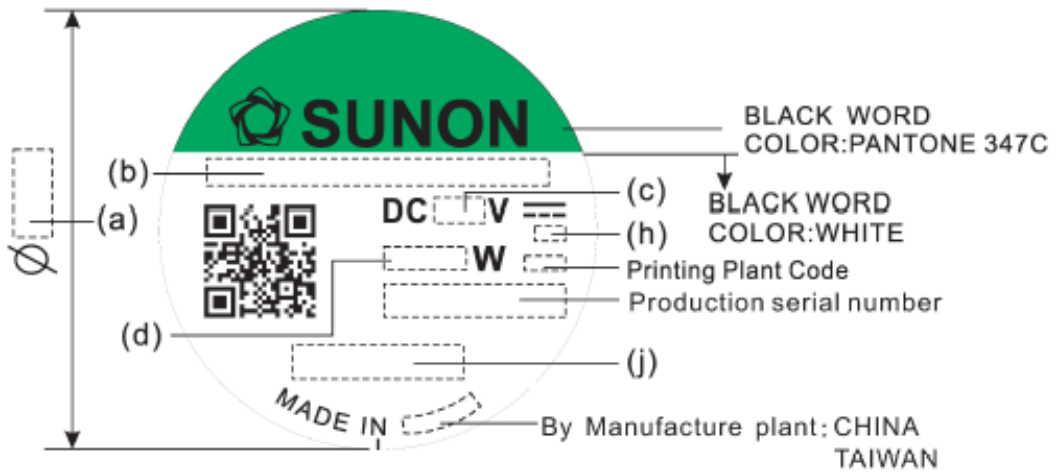 SUNON
BLACK WORD
COLOR:PANTONE 347C
(b)
(c)
DC V
BLACK WORD
COLOR:WHITE
(a)
(h)
Ø
W
Printing Plant Code
Production serial number
(d)
(j)
MADE IN
By Manufacture plant: CHINA
TAIWAN